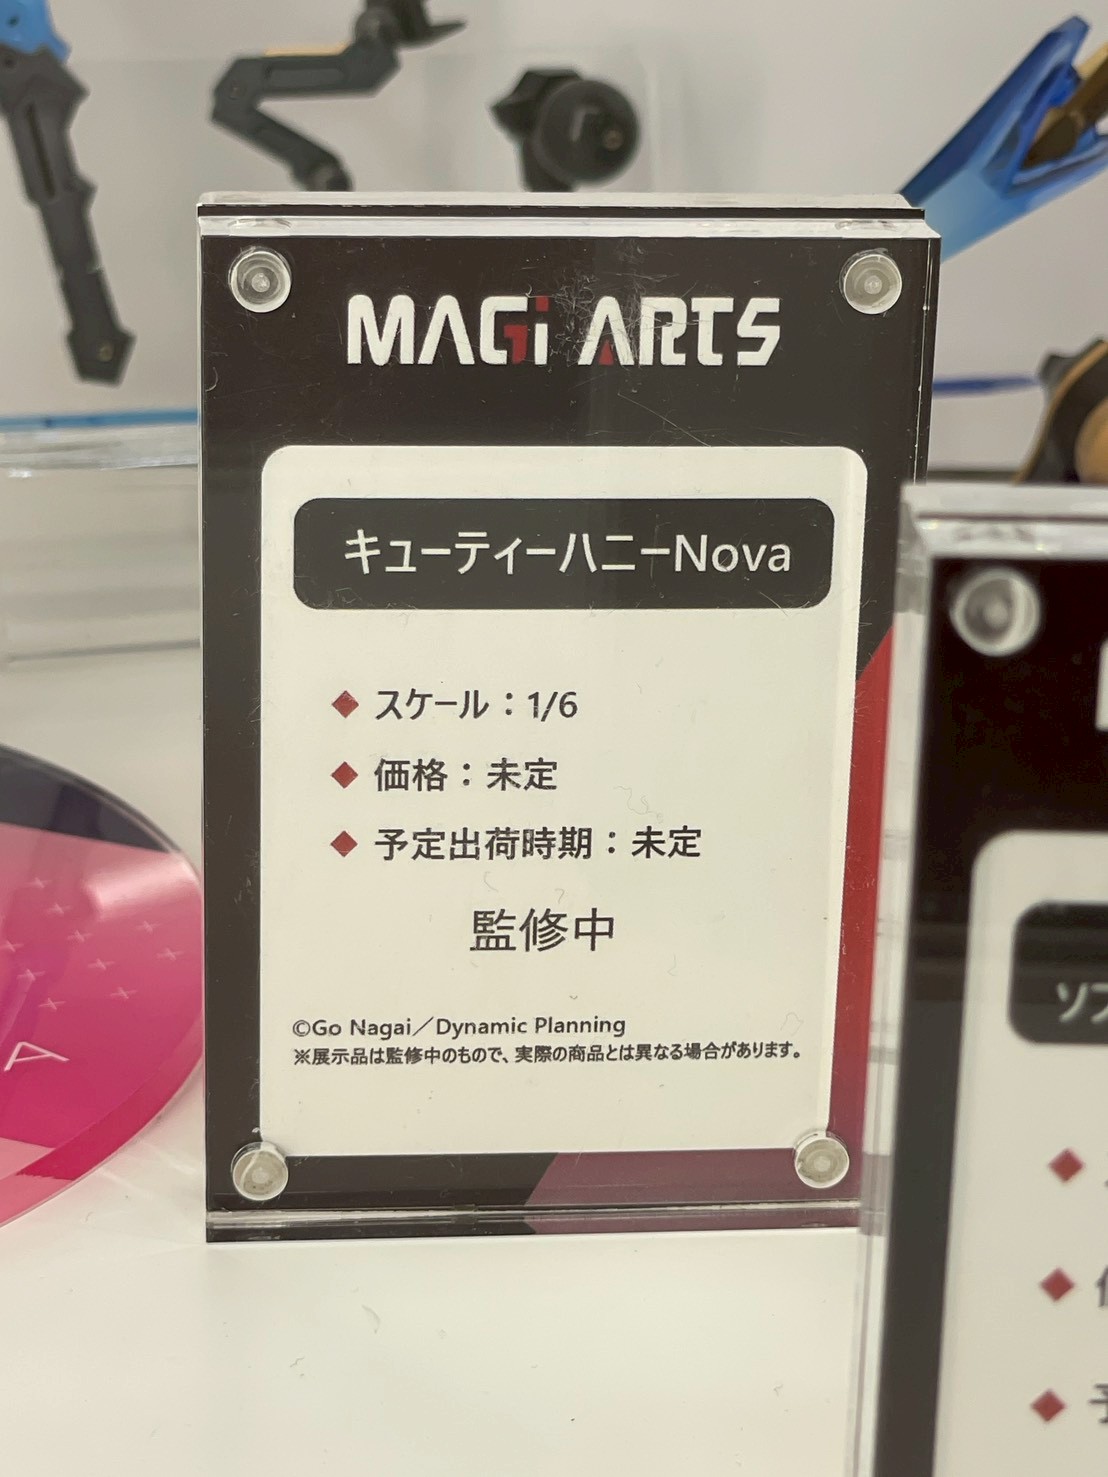 MAGi ARTS
キューティーハニーNova
◆ スケール：1/6
◆ 価格：未定
◆ 予定出荷時期：未定
監修中
©Go Nagai／Dynamic Planning
※展示品は監修中のもので、実際の商品とは異なる場合があります。
A